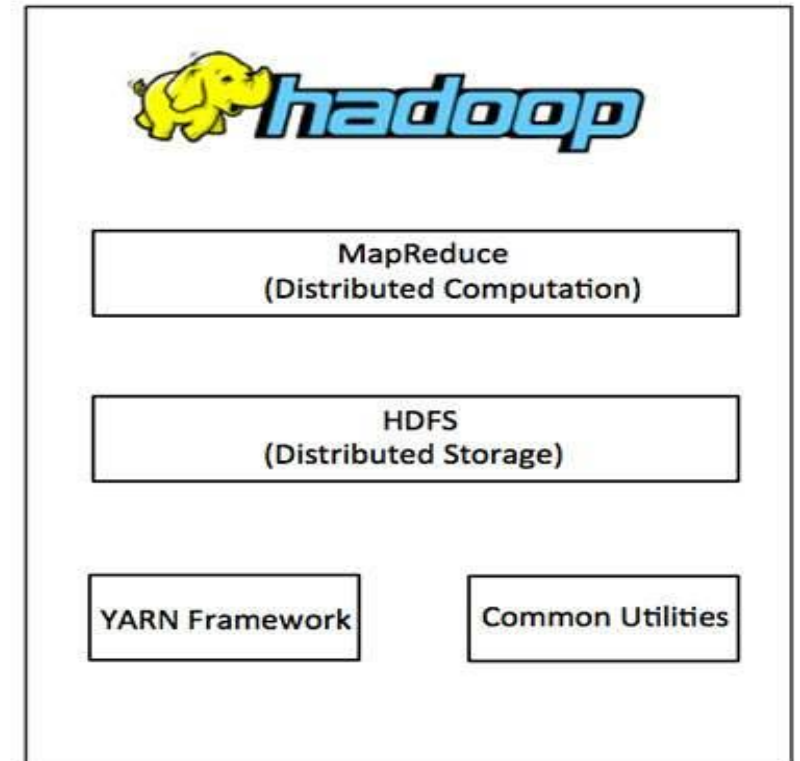 hadoop
MapReduce
(Distributed Computation)
HDFS
(Distributed Storage)
YARN Framework
Common Utilities